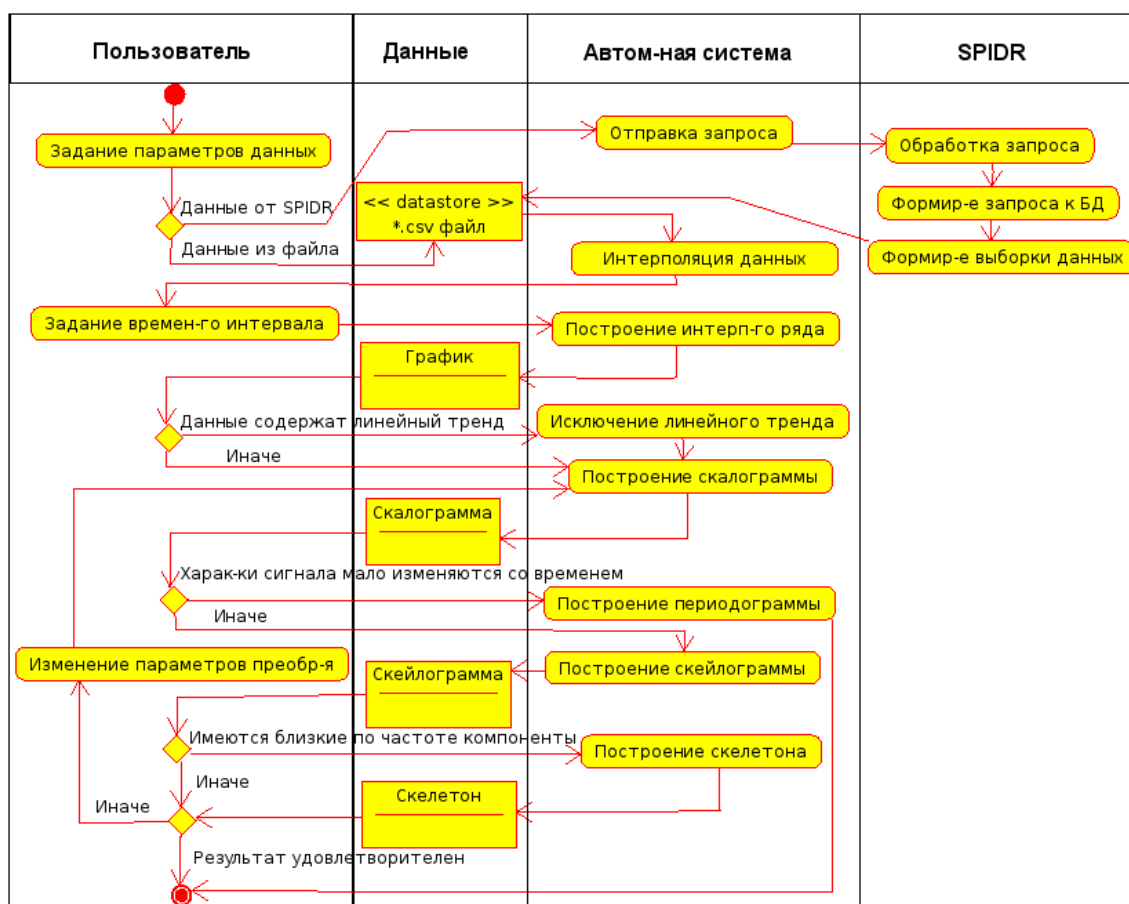 Пользователь
Данные
Автом-ная система
SPIDR
Отправка запроса
Задание параметров данных
Обработка запроса
Данные от SPIDR
<< datastore >>
*.csv файл
Формир-е запроса к БД
Данные из файла
Интерполяция данных
Формир-е выборки данных
Задание времен-го интервала
Построение интерп-го ряда
График
Данные содержат линейный тренд
Исключение линейного тренда
Иначе
Построение скалограммы
Скалограмма
Харак-ки сигнала мало изменяются со временем
Построение периодограммы
Иначе
Изменение параметров преобр-я
Скейлограмма
Построение скейлограммы
Имеются близкие по частоте компоненты
Построение скелетона
Иначе
Иначе
Скелетон
Результат удовлетворителен